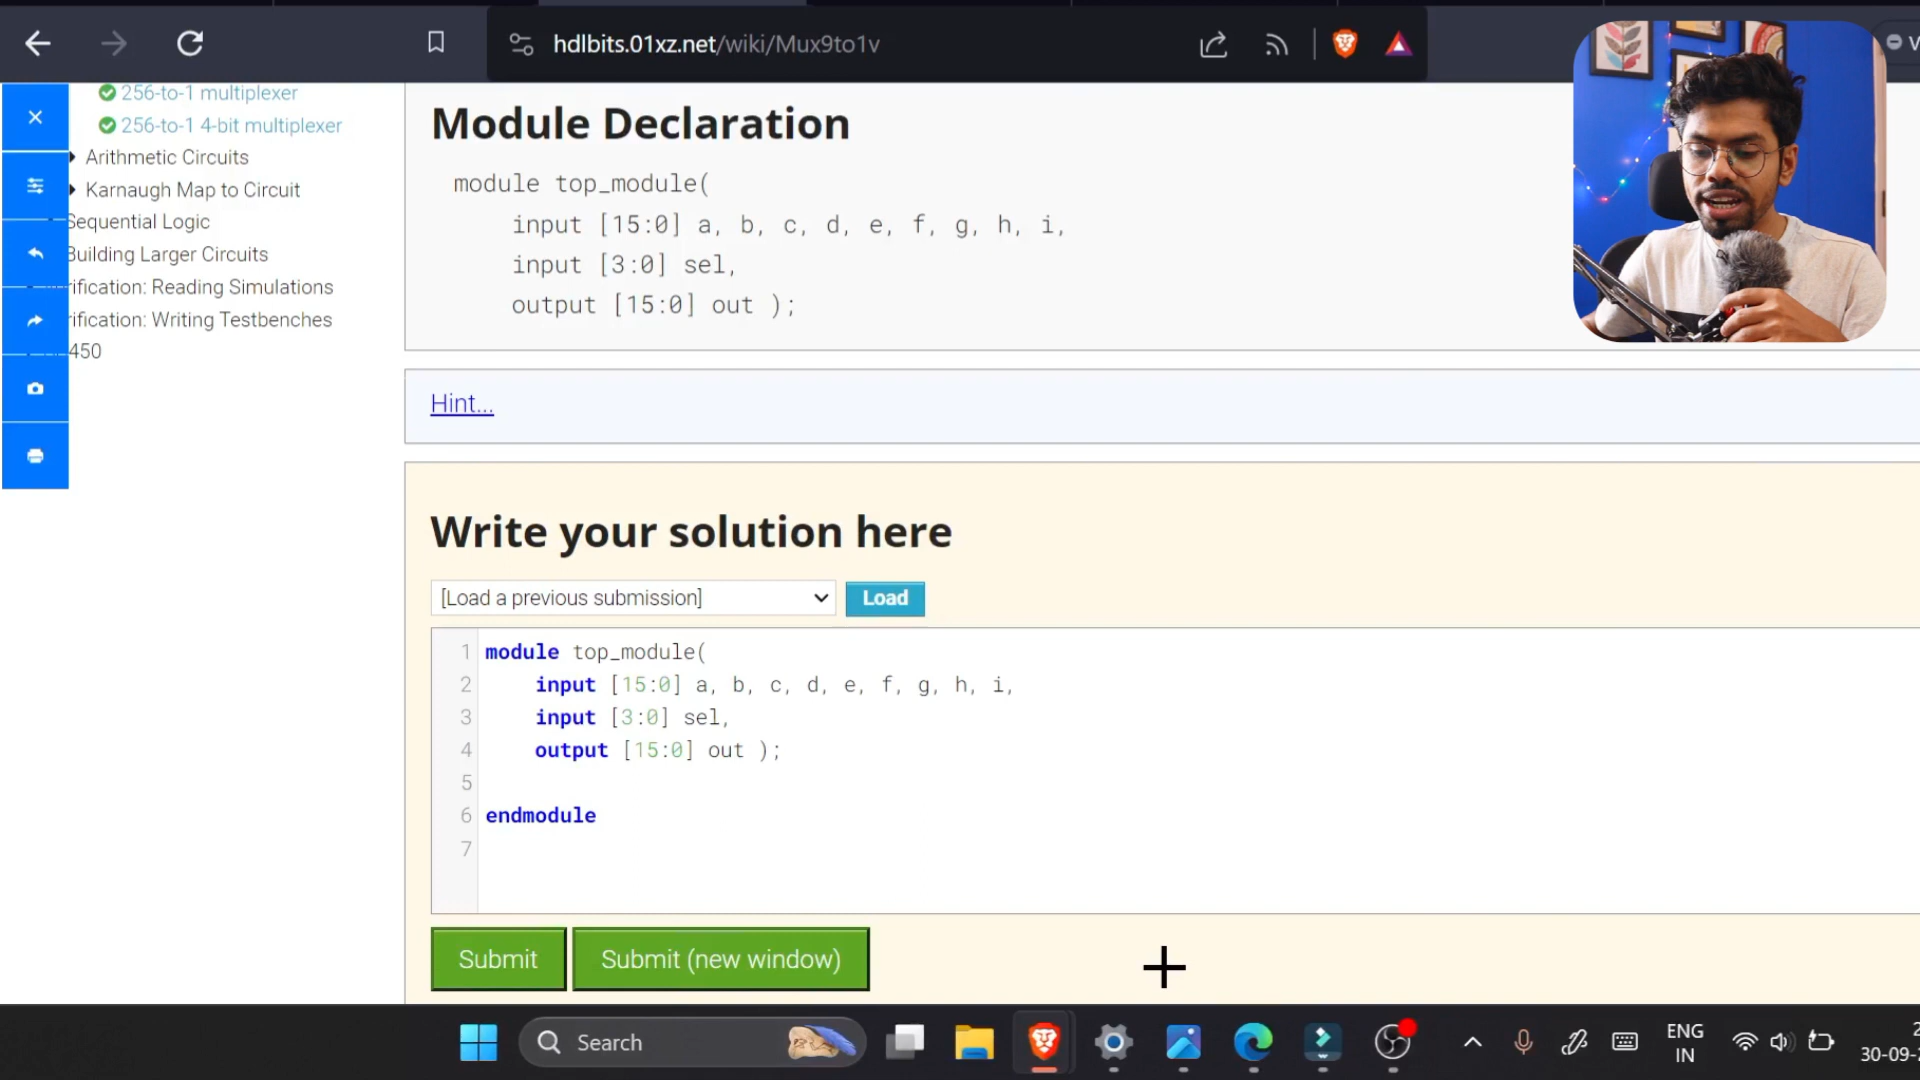 hdlbits.01xz.net/wiki/Mux9to1v
V
256-to-1 multiplexer
256-to-1 4-bit multiplexer
Arithmetic Circuits
Karnaugh Map to Circuit
Sequential Logic
Building Larger Circuits
rification: Reading Simulations
rification: Writing Testbenches
450
Module Declaration
module top_module(
input [15:0] a, b, c, d, e, f, g, h, i,
input [3:0] sel,
output [15:0] out );
Hint...
Write your solution here
[Load a previous submission]
Load
1 module top_module(
2 input [15:0] a, b, c, d, e, f, g, h, i,
3 input [3:0] sel,
4 output [15:0] out );
5
6 endmodule
7
Submit
Submit (new window)
Search
ENG
IN
2
30-09-